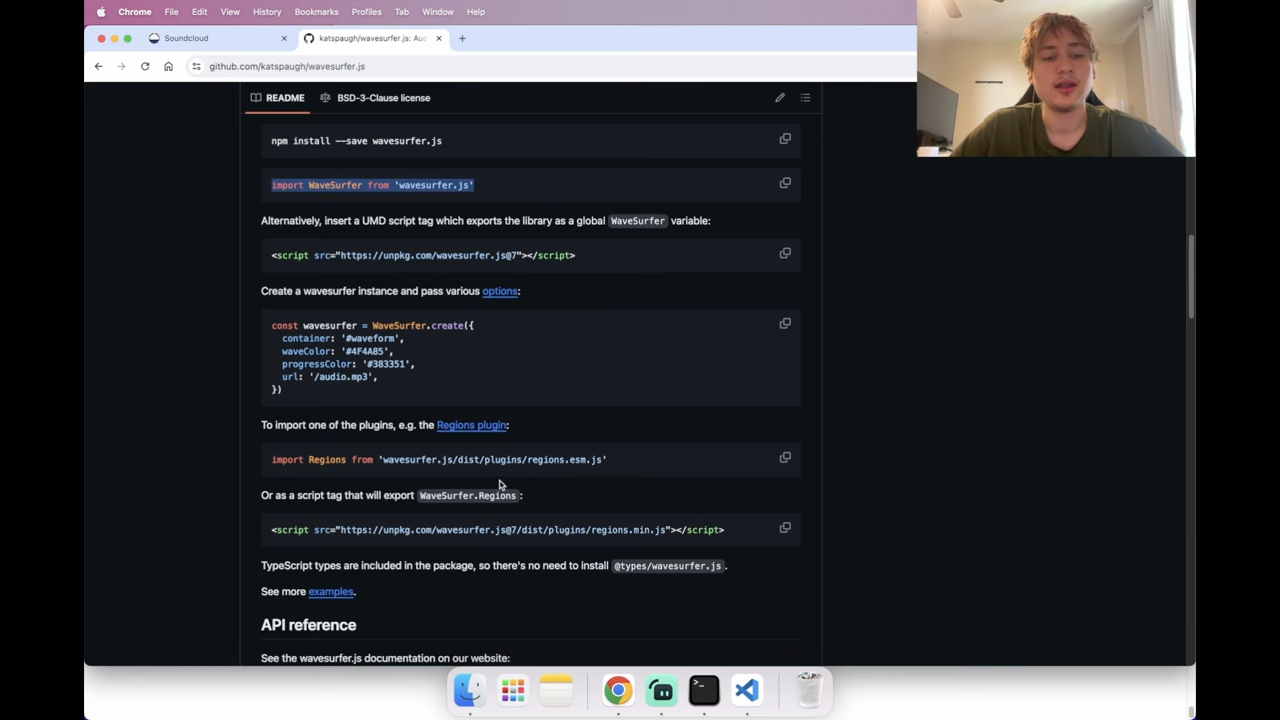 Chrome File Edit View History Bookmarks Profiles Tab Window Help
Soundcloud
katspaugh/wavesurfer.js: Aud
github.com/katspaugh/wavesurfer.js
README
BSD-3-Clause license
npm install --save wavesurfer.js
import WaveSurfer from 'wavesurfer.js'
Alternatively, insert a UMD script tag which exports the library as a global WaveSurfer variable:
<script src="https://unpkg.com/wavesurfer.js@7"></script>
Create a wavesurfer instance and pass various options:
const wavesurfer = WaveSurfer.create({
  container: '#waveform',
  waveColor: '#4F4A85',
  progressColor: '#383351',
  url: '/audio.mp3',
})
To import one of the plugins, e.g. the Regions plugin:
import Regions from 'wavesurfer.js/dist/plugins/regions.esm.js'
Or as a script tag that will export WaveSurfer.Regions:
<script src="https://unpkg.com/wavesurfer.js@7/dist/plugins/regions.min.js"></script>
TypeScript types are included in the package, so there's no need to install @types/wavesurfer.js.
See more examples.
API reference
See the wavesurfer.js documentation on our website: